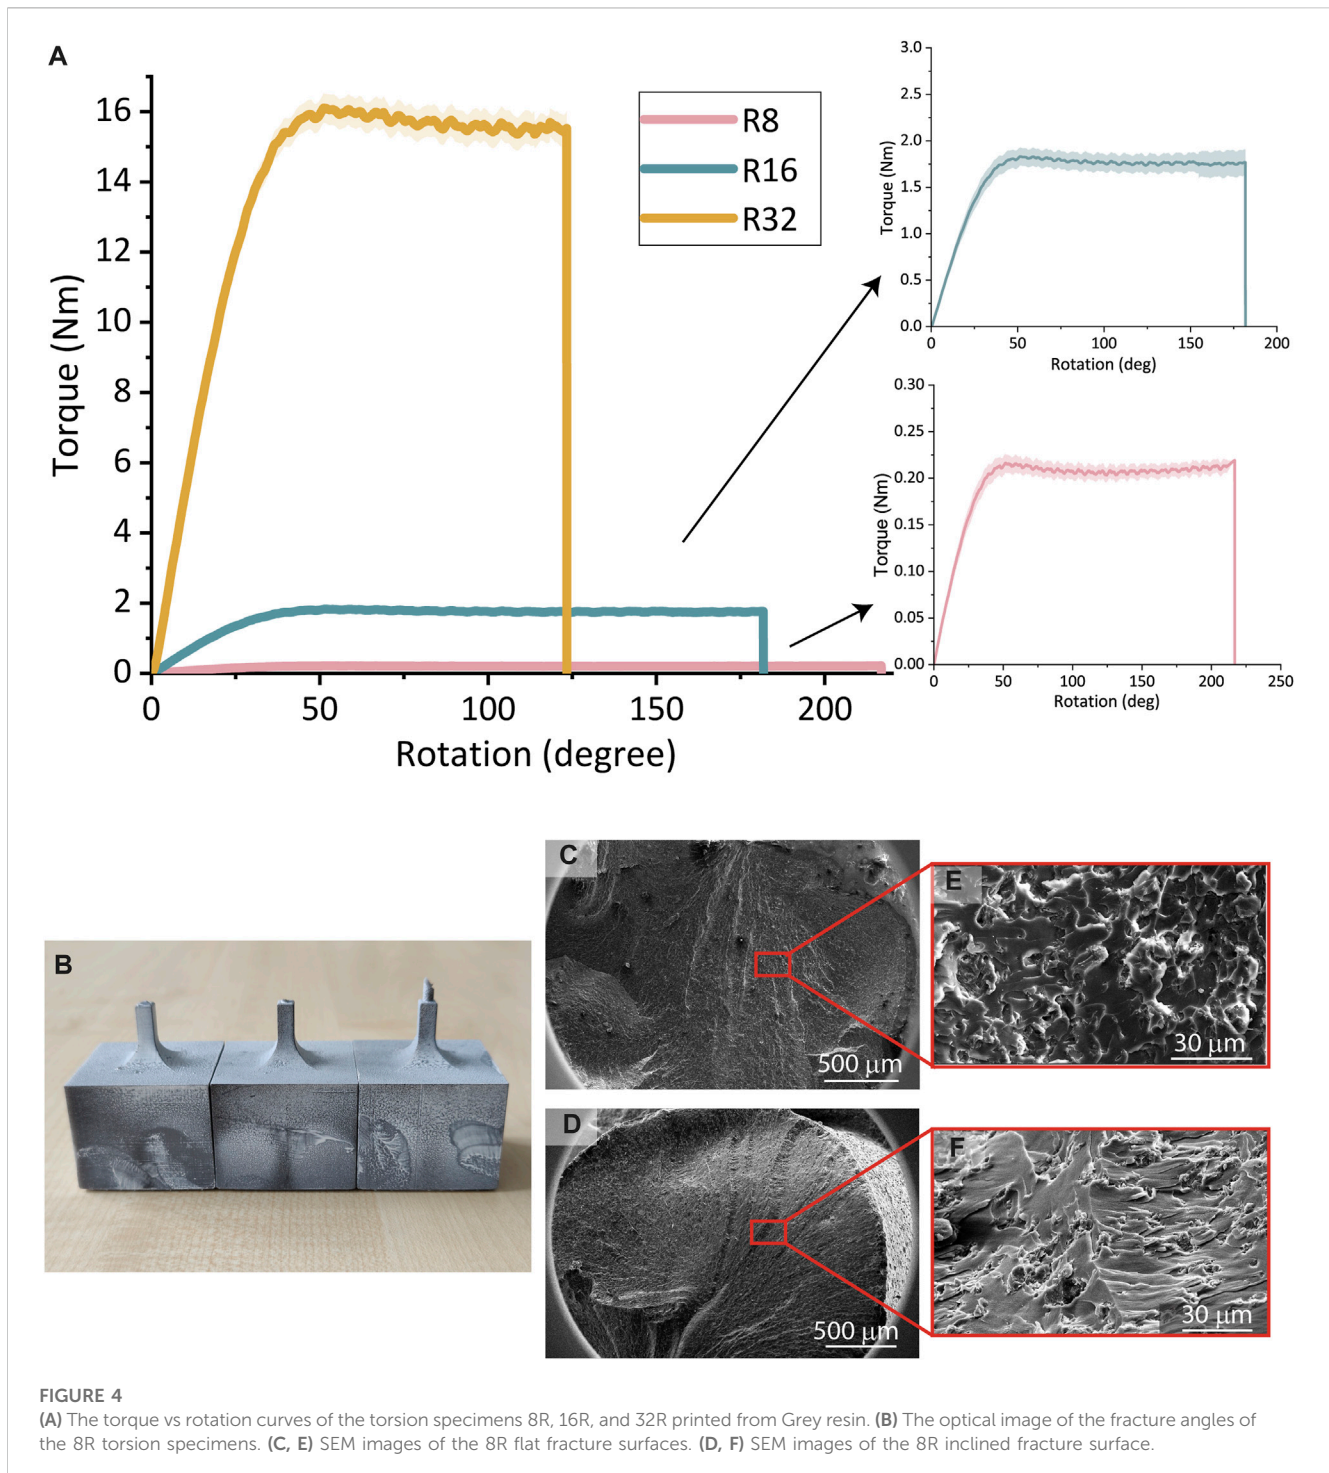 A
Torque (Nm)
16
14
12
10
8
6
4
2
0
0 50 100 150 200
Rotation (degree)
R8
R16
R32
Torque (Nm)
3.0
2.5
2.0
1.5
1.0
0.5
0.0
0 50 100 150 200
Rotation (deg)
Torque (Nm)
0.30
0.25
0.20
0.15
0.10
0.05
0.00
0 50 100 150 200 250
Rotation (deg)
B
C
500 μm
E
30 μm
D
500 μm
F
30 μm
FIGURE 4
(A) The torque vs rotation curves of the torsion specimens 8R, 16R, and 32R printed from Grey resin. (B) The optical image of the fracture angles of
the 8R torsion specimens. (C, E) SEM images of the 8R flat fracture surfaces. (D, F) SEM images of the 8R inclined fracture surface.